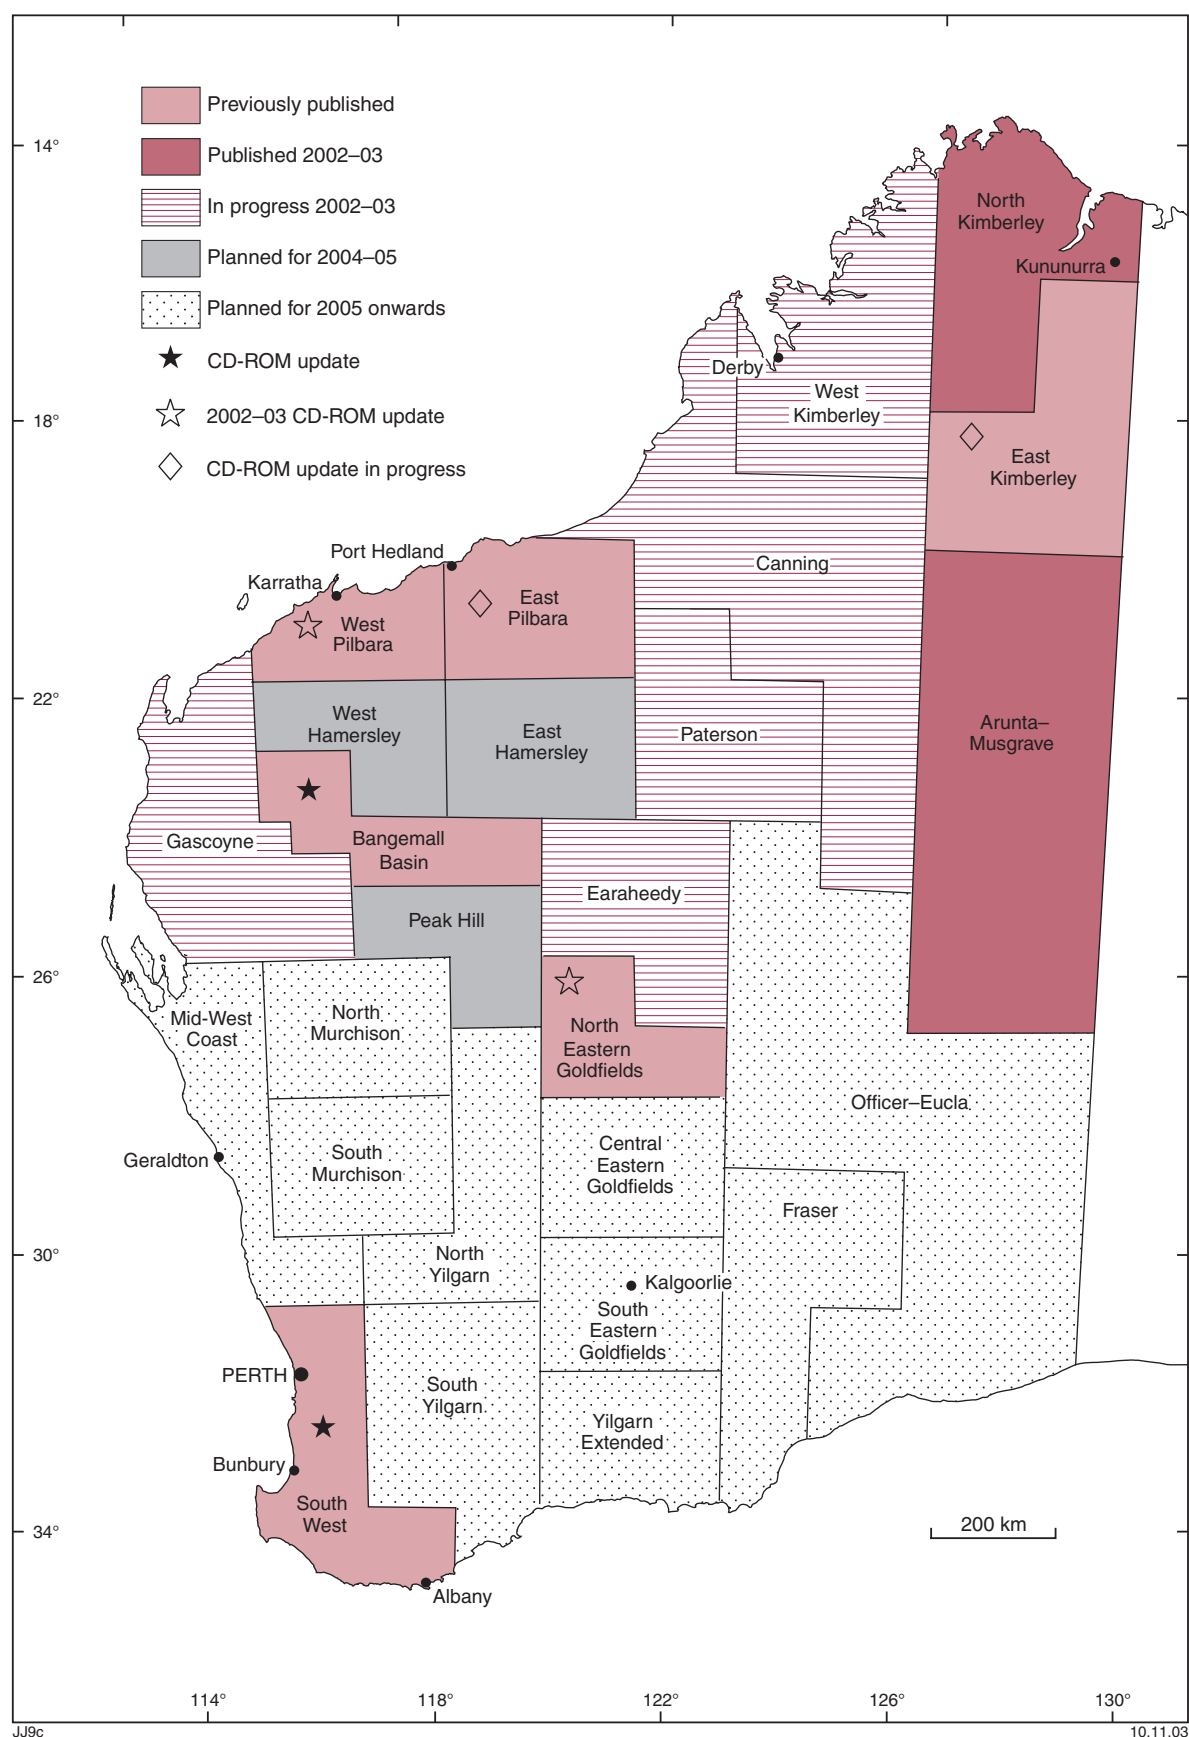 Previously published
Published 2002–03
In progress 2002–03
Planned for 2004–05
Planned for 2005 onwards
CD-ROM update
2002–03 CD-ROM update
CD-ROM update in progress
14°
18°
22°
26°
30°
34°
North
Kimberley
Kununurra
Derby
West
Kimberley
East
Kimberley
Canning
Port Hedland
Karratha
West
Pilbara
East
Pilbara
West
Hamersley
East
Hamersley
Paterson
Arunta–
Musgrave
Gascoyne
Bangemall
Basin
Earaheedy
Peak Hill
Mid-West
Coast
North
Murchison
North
Eastern
Goldfields
Officer–Eucla
Geraldton
South
Murchison
Central
Eastern
Goldfields
Fraser
North
Yilgarn
Kalgoorlie
South
Eastern
Goldfields
PERTH
South
Yilgarn
Yilgarn
Extended
Bunbury
South
West
Albany
200 km
114°
118°
122°
126°
130°
JJ9c
10.11.03